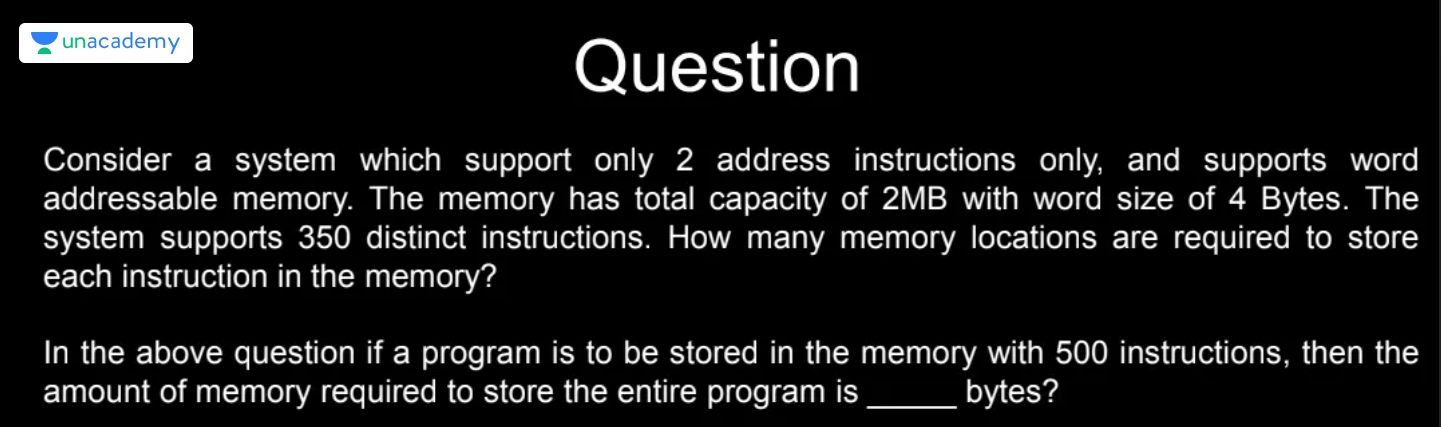 unacademy
Question
Consider a system which support only 2 address instructions only, and supports word
addressable memory. The memory has total capacity of 2MB with word size of 4 Bytes. The
system supports 350 distinct instructions. How many memory locations are required to store
each instruction in the memory?
In the above question if a program is to be stored in the memory with 500 instructions, then the
amount of memory required to store the entire program is _____ bytes?